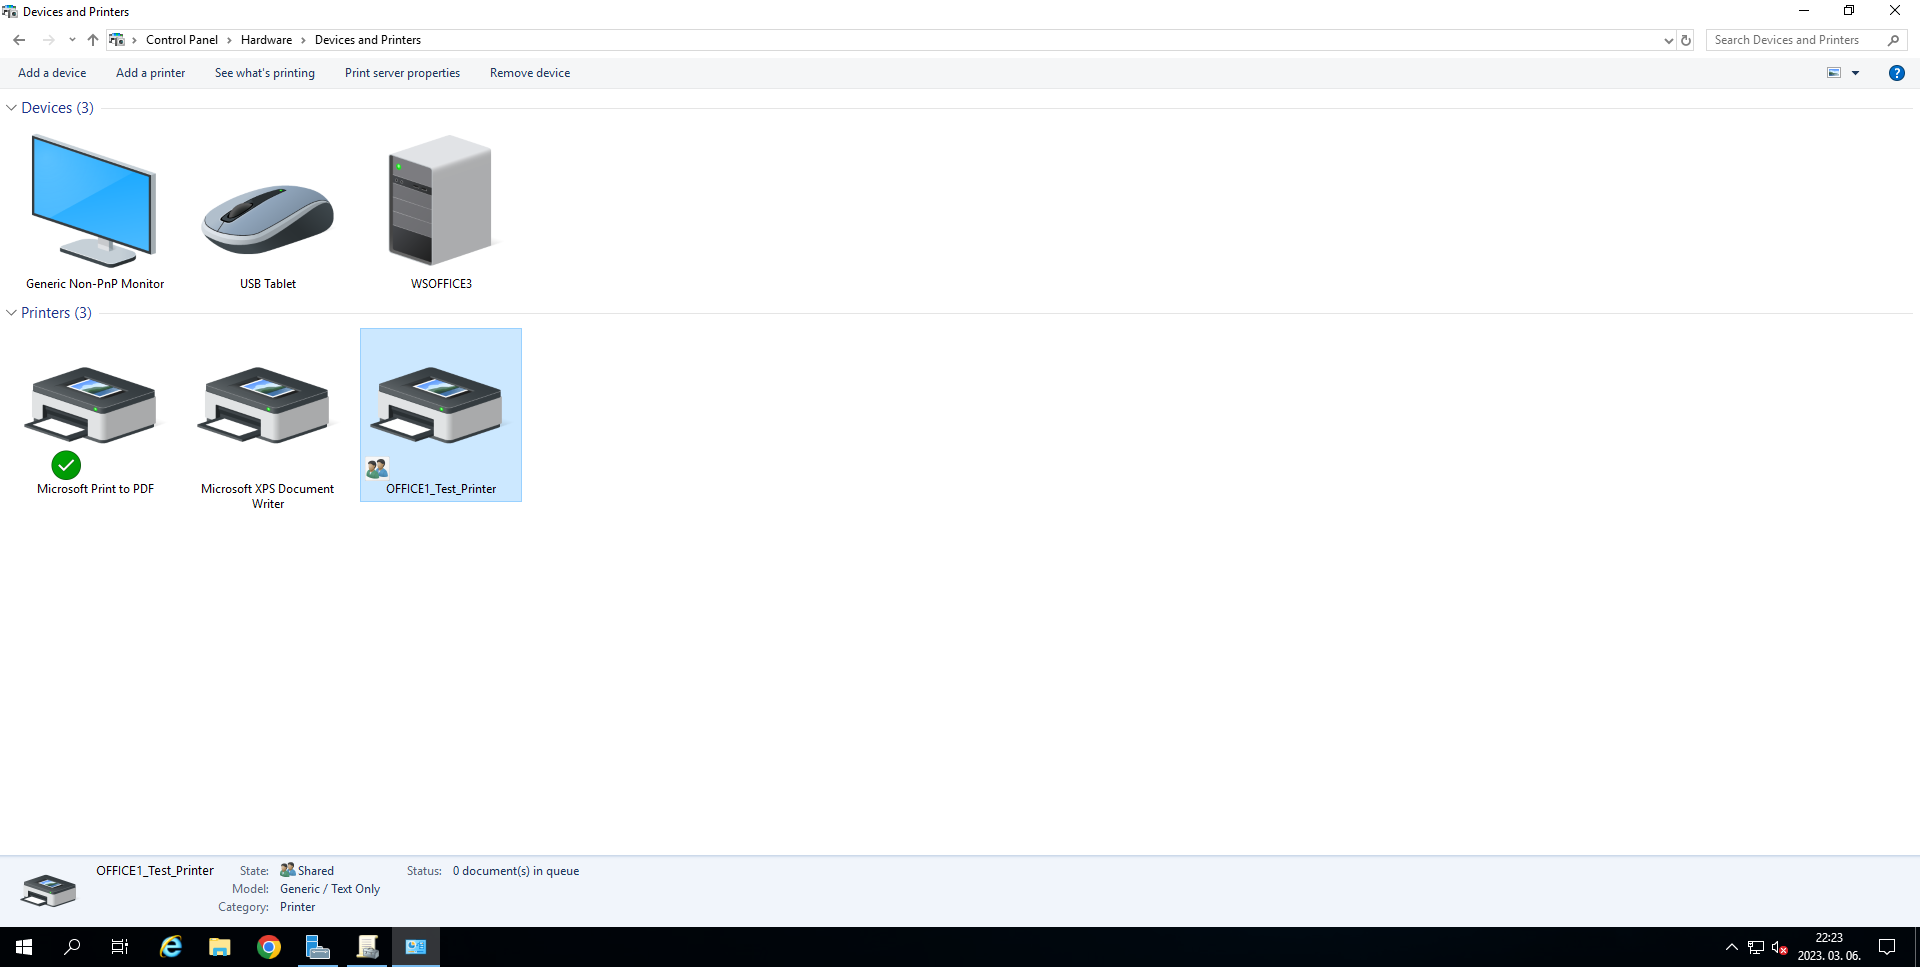 Devices and Printers
Control Panel > Hardware > Devices and Printers
Search Devices and Printers
Add a device Add a printer See what's printing Print server properties Remove device
Devices (3)
Generic Non-PnP Monitor USB Tablet WSOFFICE3
Printers (3)
Microsoft Print to PDF Microsoft XPS Document OFFICE1_Test_Printer
Writer
OFFICE1_Test_Printer State: Shared Status: 0 document(s) in queue
Model: Generic / Text Only
Category: Printer
22:23
2023. 03. 06.